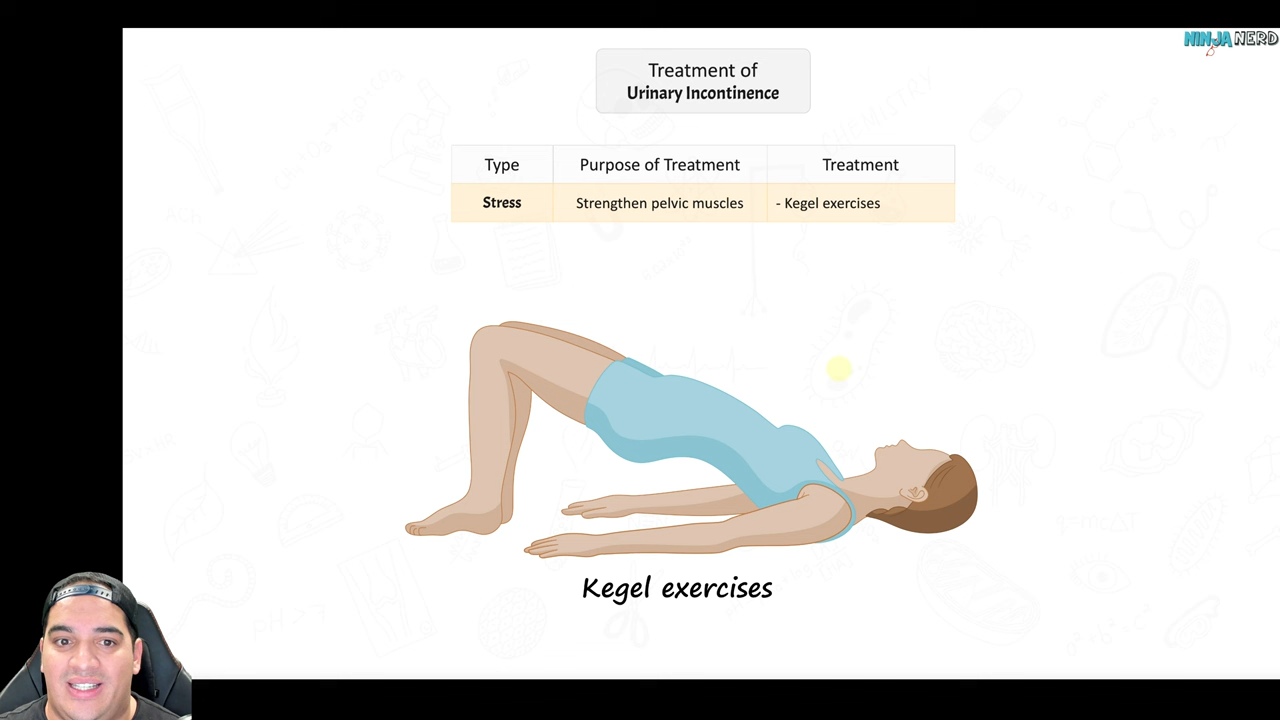 NINJA NERD
Treatment of
Urinary Incontinence
Type Purpose of Treatment Treatment
Stress Strengthen pelvic muscles - Kegel exercises
Kegel exercises